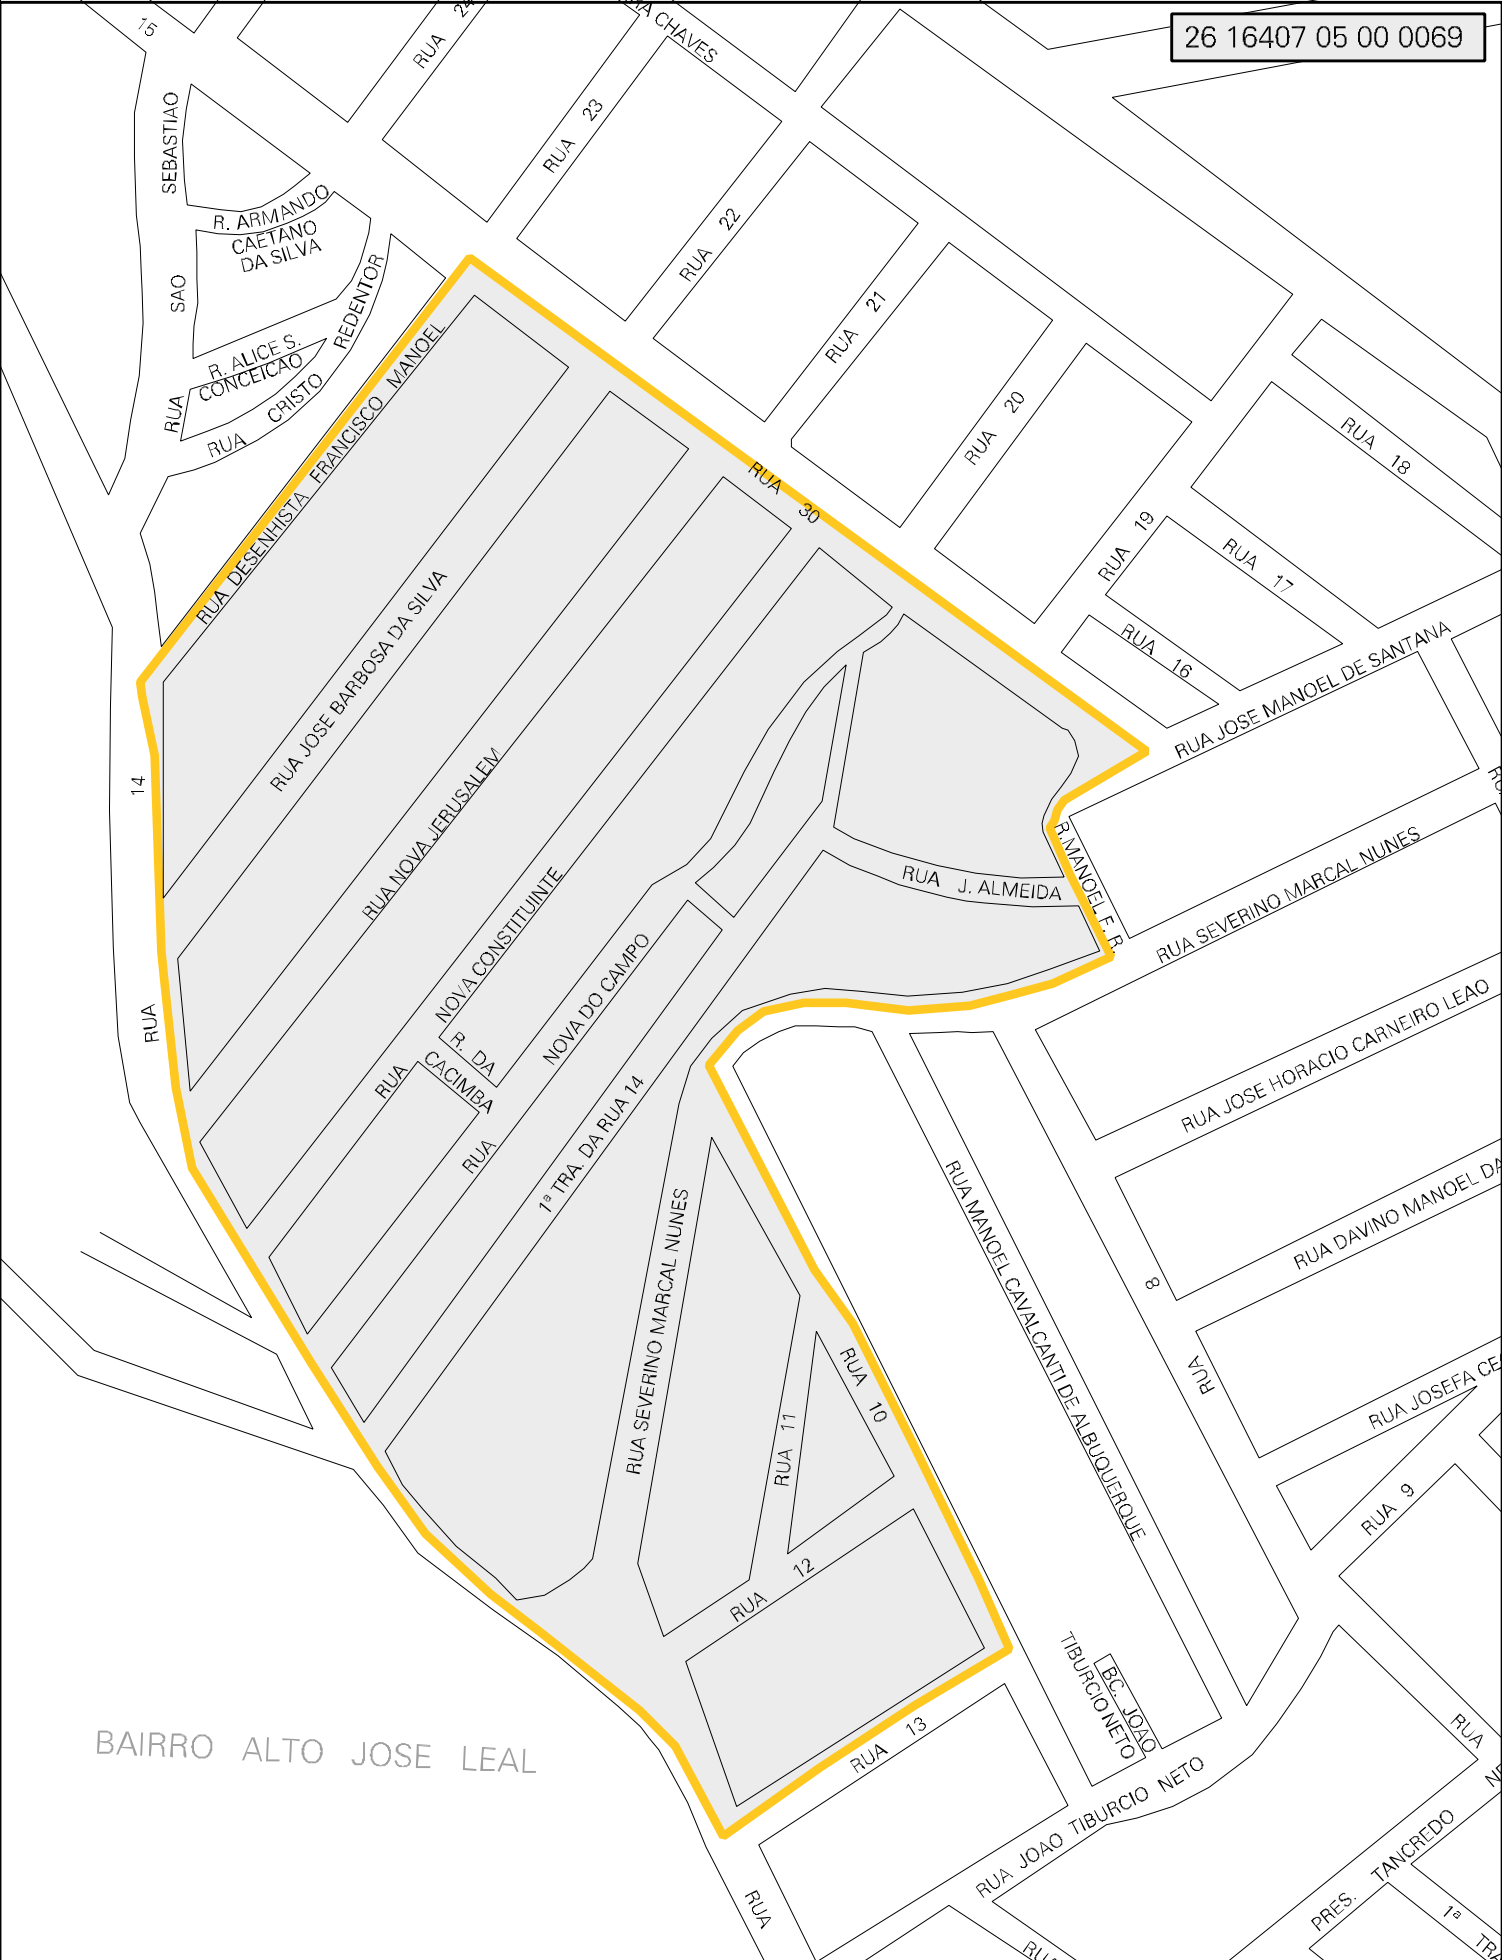 26 16407 05 00 0069
15
RUA 24
MA CHAVES
RUA 23
RUA 22
RUA 21
RUA 20
RUA 19
RUA 18
RUA 17
RUA 16
RUA SAO SEBASTIAO
R. ARMANDO
CAETANO
DA SILVA
R. ALICE S.
CONCEICAO
RUA CRISTO REDENTOR
RUA DESENHISTA FRANCISCO MANOEL
RUA 30
RUA JOSE BARBOSA DA SILVA
RUA NOVA JERUSALEM
RUA NOVA CONSTITUINTE
R. DA
CACIMBA
RUA NOVA DO CAMPO
1ª TRA. DA RUA 14
RUA 14
RUA J. ALMEIDA
R.MANOEL F. R.
RUA JOSE MANOEL DE SANTANA
RUA SEVERINO MARCAL NUNES
RUA JOSE HORACIO CARNEIRO LEAO
RUA DAVINO MANOEL DA
RUA JOSEFA CE
RUA 8
RUA 9
RUA MANOEL CAVALCANTI DE ALBUQUERQUE
RUA SEVERINO MARCAL NUNES
RUA 11
RUA 10
RUA 12
RUA 13
BC. JOAO
TIBURCIO NETO
RUA JOAO TIBURCIO NETO
BAIRRO ALTO JOSE LEAL
RUA
RUA
RUA
PRES. TANCREDO NE
1ª TRA